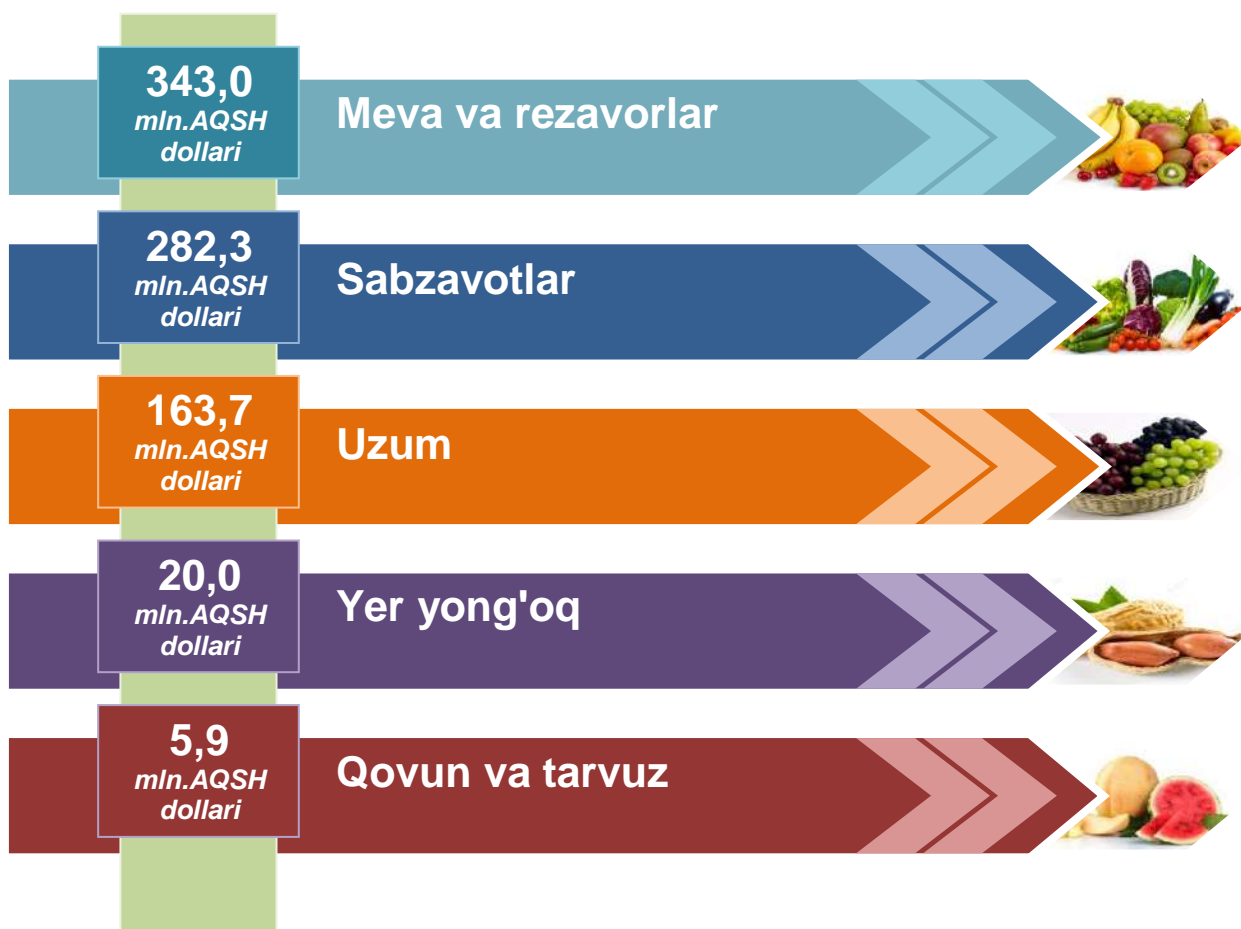 343,0
mln.AQSH
dollari
Meva va rezavorlar
282,3
mln.AQSH
dollari
Sabzavotlar
163,7
mln.AQSH
dollari
Uzum
20,0
mln.AQSH
dollari
Yer yong'oq
5,9
mln.AQSH
dollari
Qovun va tarvuz